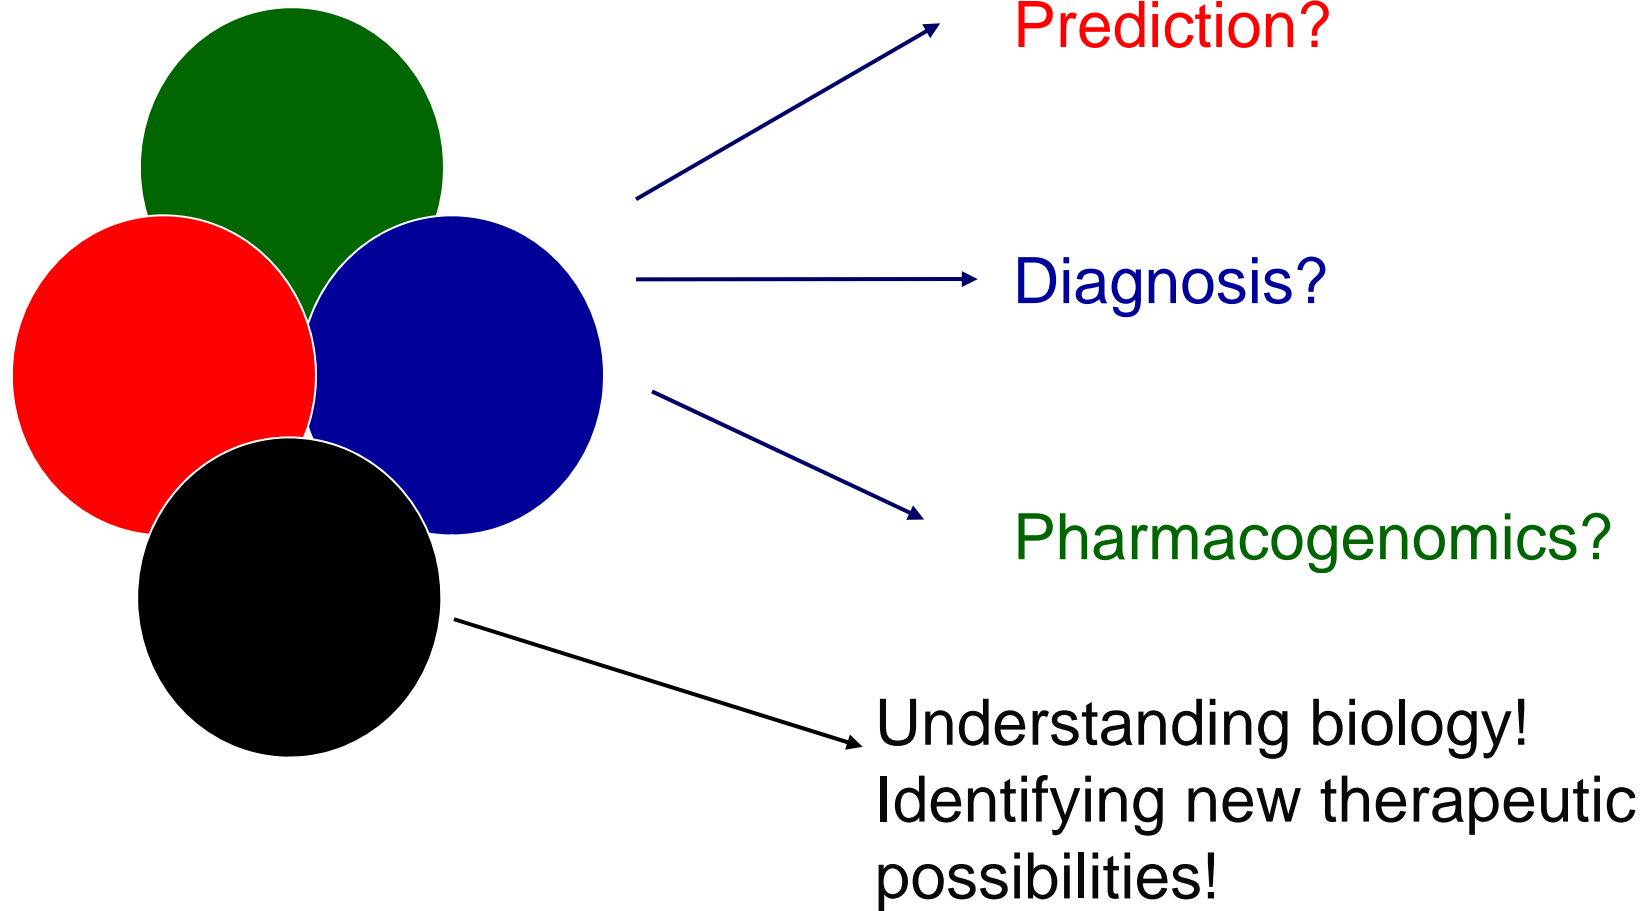 Prediction?
Diagnosis?
Pharmacogenomics?
Understanding biology!
Identifying new therapeutic
possibilities!